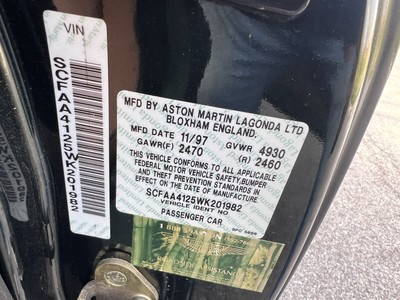 VIN
SCFAA4125WK201982
MFD BY ASTON MARTIN LAGONDA LTD
BLOXHAM ENGLAND.
MFD DATE 11/97 GVWR 4930
GAWR(F) 2470 (R) 2460
THIS VEHICLE CONFORMS TO ALL APPLICABLE
FEDERAL MOTOR VEHICLE SAFETY,BUMPER
AND THEFT PREVENTION STANDARDS IN
EFFECT ON THE DATE OF MANUFACTURE
SCFAA4125WK201982
VEHICLE IDENT NO
PASSENGER CAR